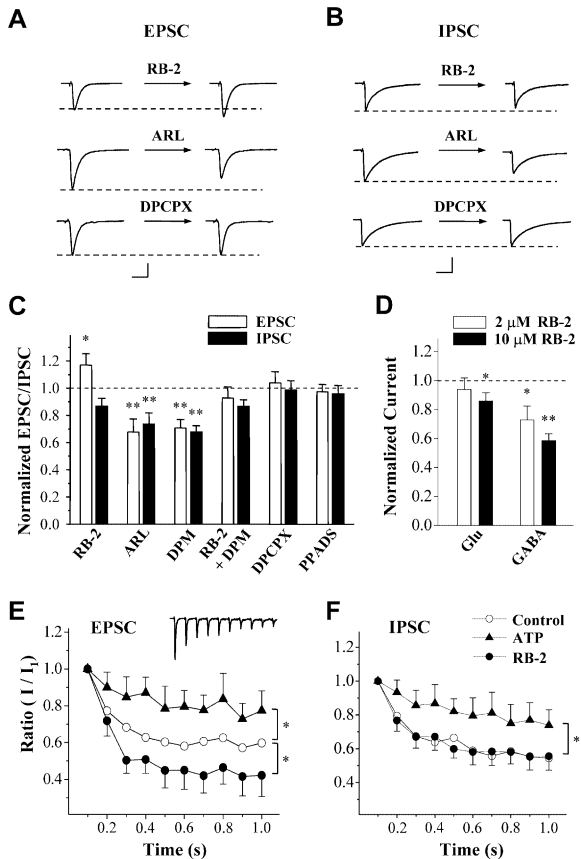 A
EPSC
RB-2
ARL
DPCPX
B
IPSC
RB-2
ARL
DPCPX
C
EPSC
IPSC
Normalized EPSC/IPSC
1.2
1.0
0.8
0.6
0.4
0.2
0.0
*
** **
** **
RB-2
ARL
DPM
RB-2
+ DPM
DPCPX
PPADS
D
2 μM RB-2
10 μM RB-2
Normalized Current
1.0
0.8
0.6
0.4
0.2
0.0
*
*
**
Glu
GABA
E
EPSC
Ratio ( I / I1)
1.2
1.0
0.8
0.6
0.4
*
*
0.2 0.4 0.6 0.8 1.0
Time (s)
F
IPSC
Control
ATP
RB-2
1.2
1.0
0.8
0.6
0.4
*
0.2 0.4 0.6 0.8 1.0
Time (s)